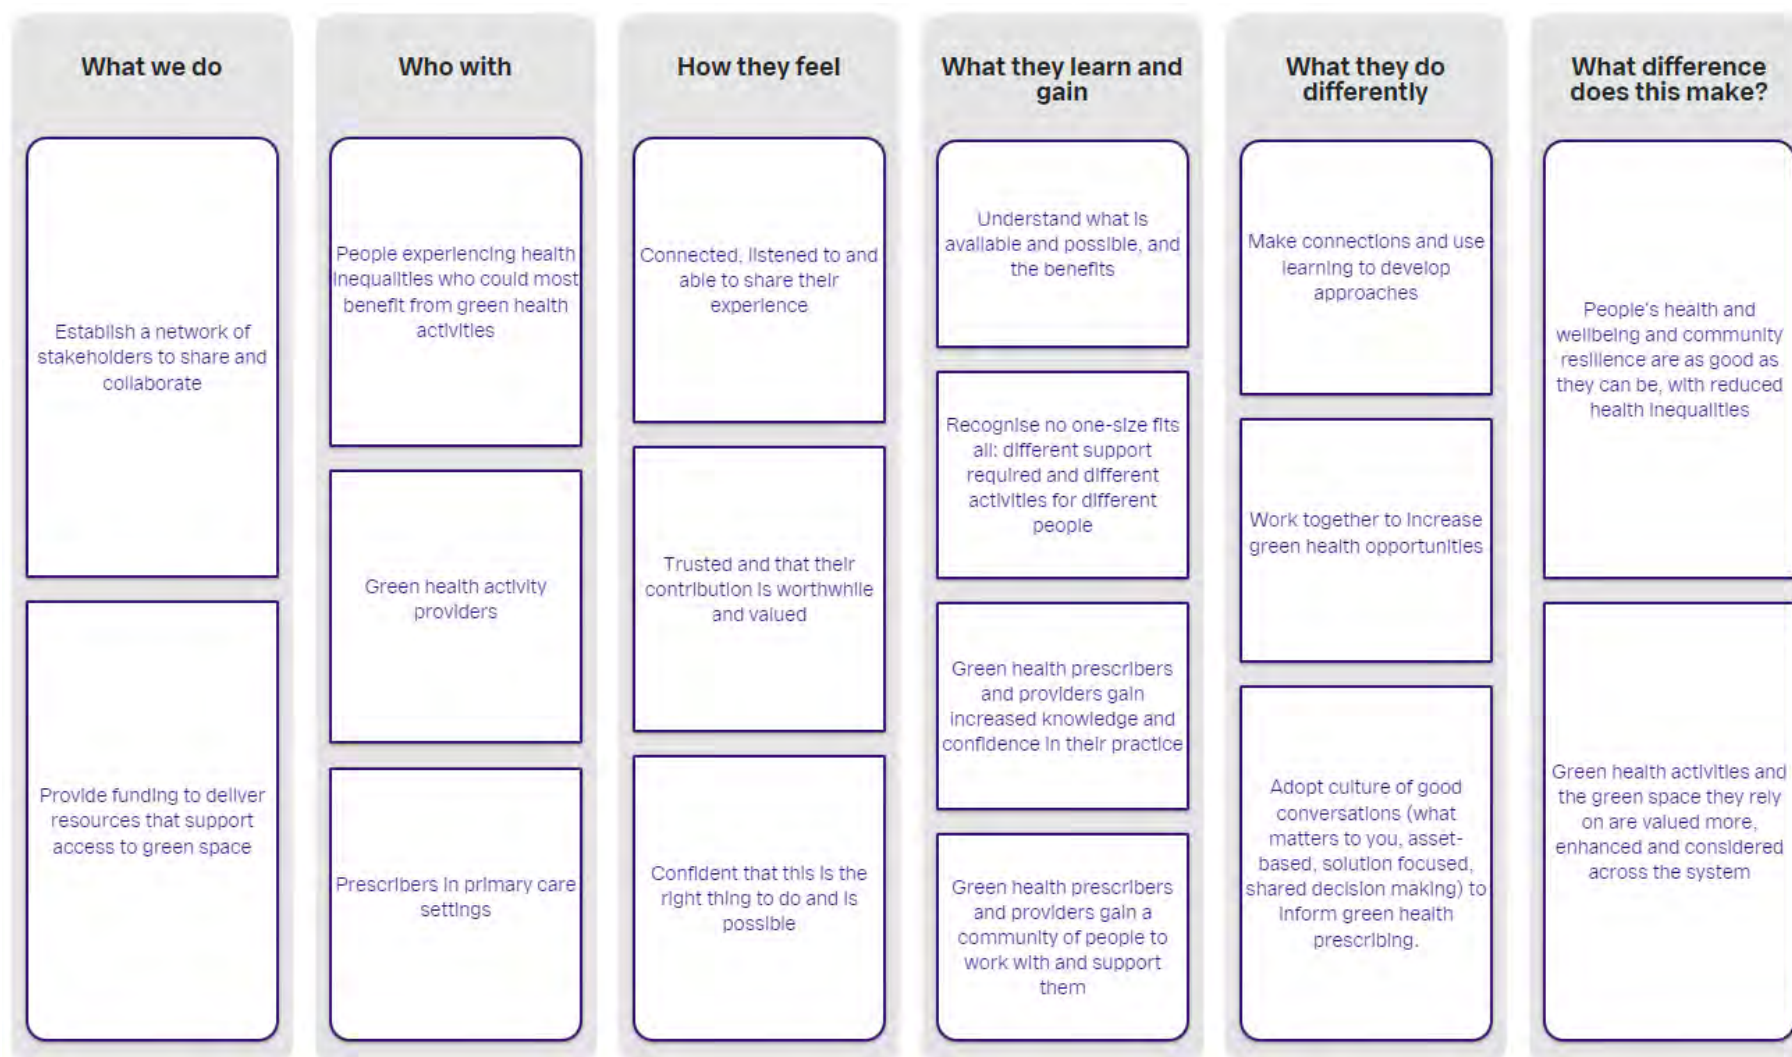 What we do
Establish a network of
stakeholders to share and
collaborate
Provide funding to deliver
resources that support
access to green space
Who with
People experiencing health
inequalities who could most
benefit from green health
activities
Green health activity
providers
Prescribers in primary care
settings
How they feel
Connected, listened to and
able to share their
experience
Trusted and that their
contribution is worthwhile
and valued
Confident that this is the
right thing to do and is
possible
What they learn and
gain
Understand what is
available and possible, and
the benefits
Recognise no one-size fits
all: different support
required and different
activities for different
people
Green health prescribers
and providers gain
increased knowledge and
confidence in their practice
Green health prescribers
and providers gain a
community of people to
work with and support
them
What they do
differently
Make connections and use
learning to develop
approaches
Work together to increase
green health opportunities
Adopt culture of good
conversations (what
matters to you, asset-
based, solution focused,
shared decision making) to
inform green health
prescribing.
What difference
does this make?
People's health and
wellbeing and community
resilience are as good as
they can be, with reduced
health inequalities
Green health activities and
the green space they rely
on are valued more,
enhanced and considered
across the system